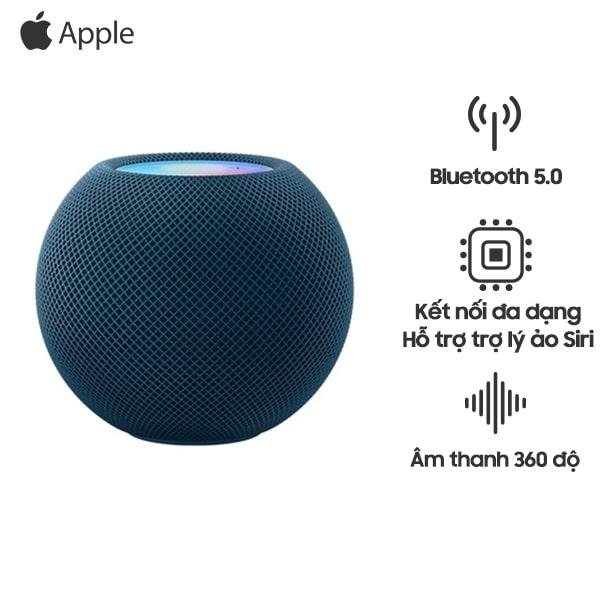 Apple
Bluetooth 5.0
Kết nối đa dạng
Hỗ trợ trợ lý ảo Siri
Âm thanh 360 độ